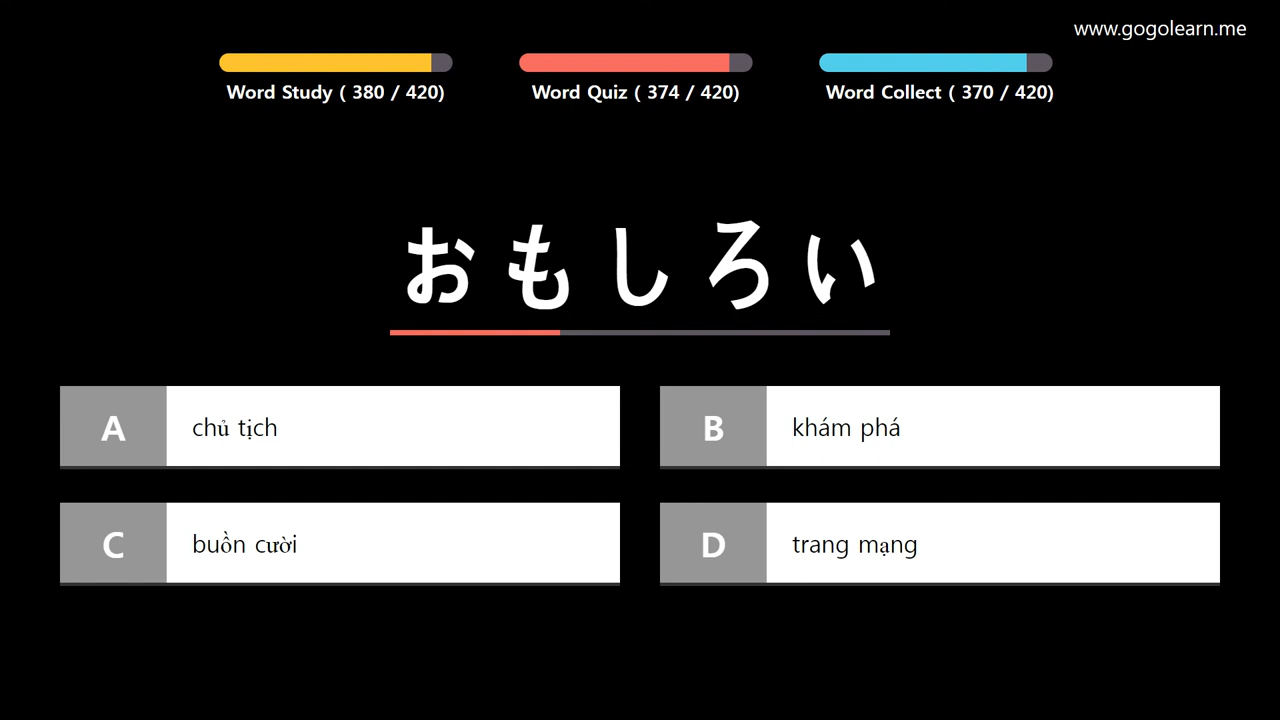 www.gogolearn.me
Word Study ( 380 / 420)
Word Quiz ( 374 / 420)
Word Collect ( 370 / 420)
おもしろい
A chủ tịch
B khám phá
C buồn cười
D trang mạng